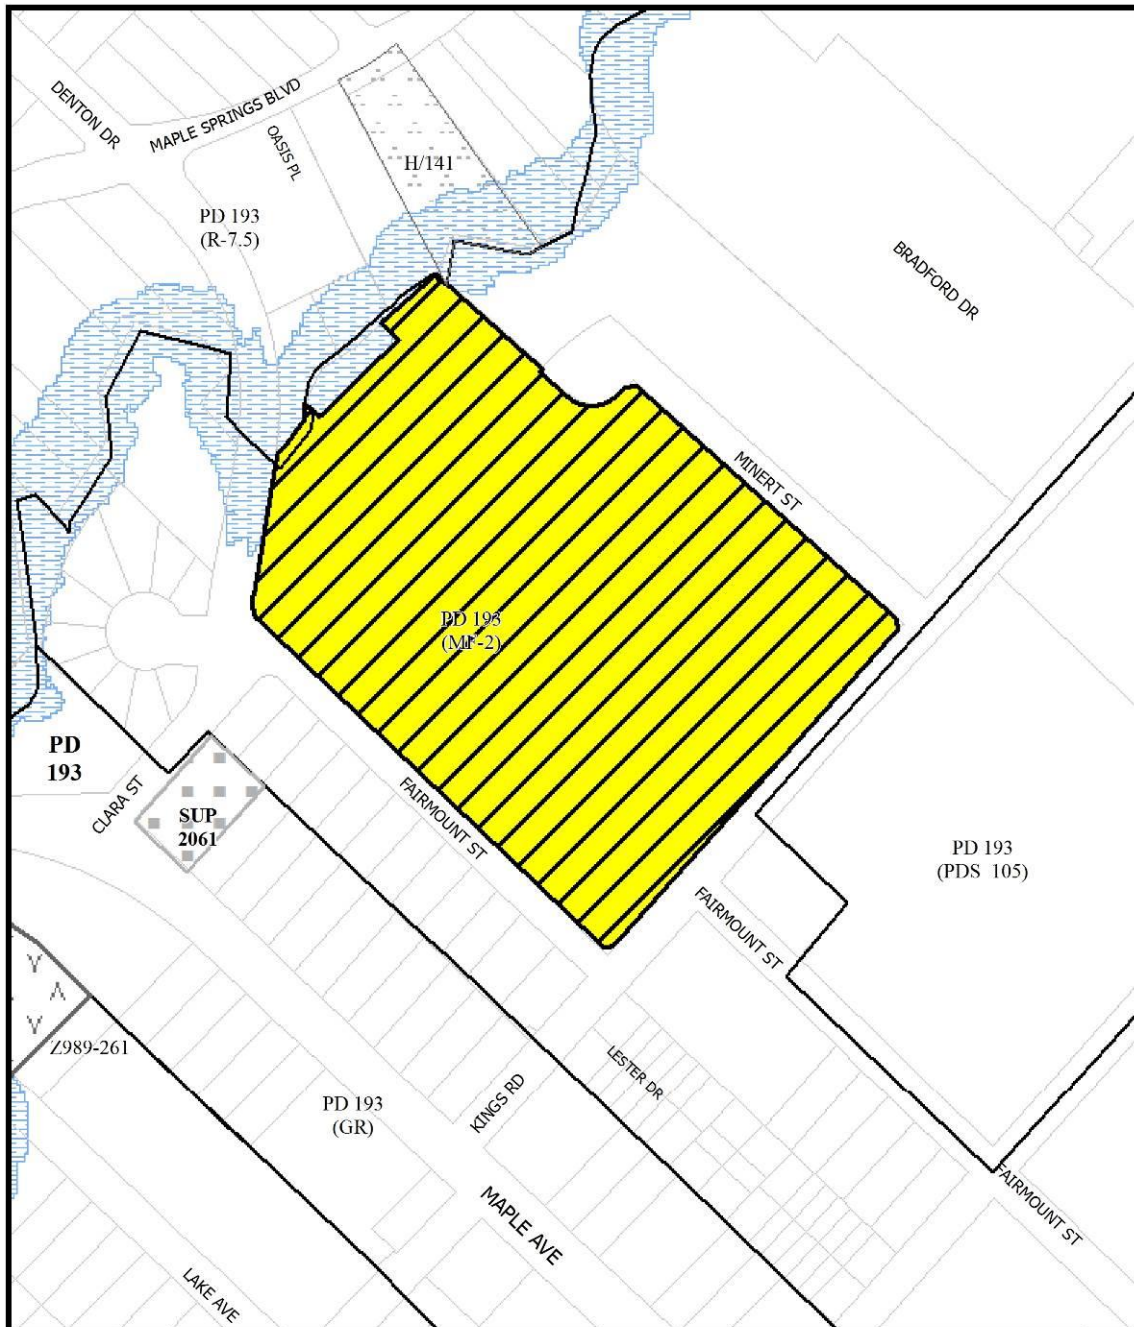 DENTON DR
MAPLE SPRINGS BLVD
OASIS PL
H/141
PD 193
(R-7.5)
BRADFORD DR
MINERT ST
PD 193
(MF-2)
PD
193
CLARA ST
SUP
2061
FAIRMOUNT ST
PD 193
(PDS 105)
FAIRMOUNT ST
Z989-261
LESTER DR
KINGS RD
PD 193
(GR)
FAIRMOUNT ST
MAPLE AVE
LAKE AVE